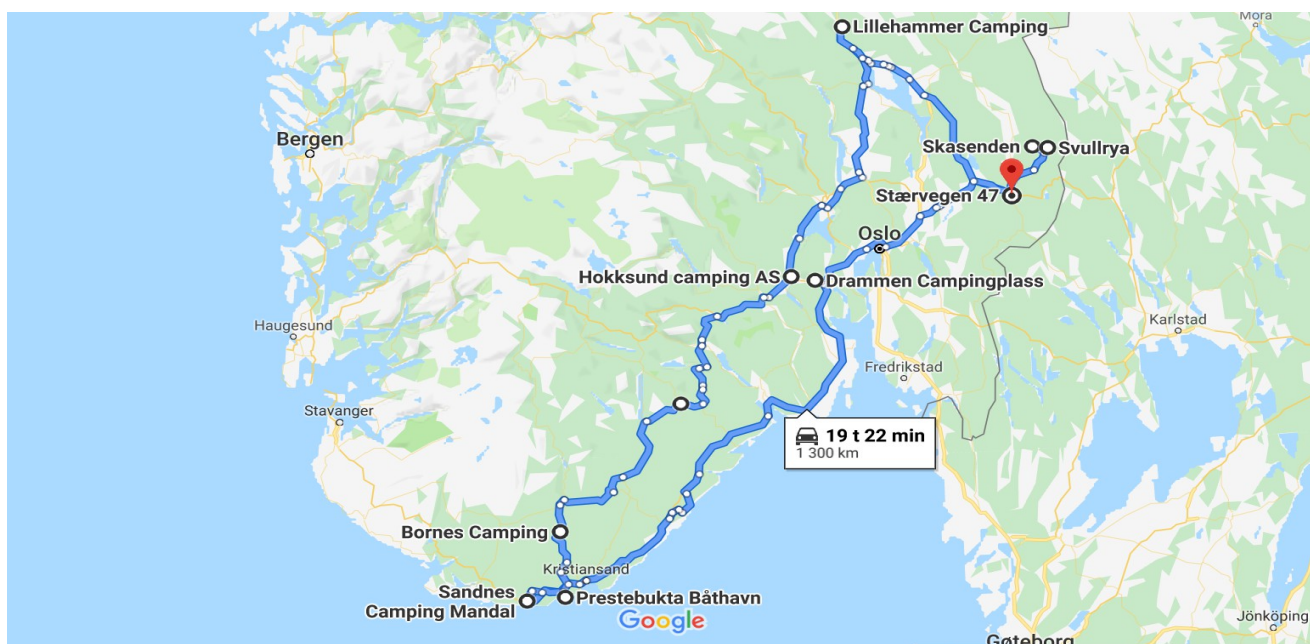 Mora
Lillehammer Camping
Bergen
Skasenden
Svullrya
Stærvegen 47
Oslo
Hokksund camping AS
Drammen Campingplass
Haugesund
Karlstad
Fredrikstad
Stavanger
19 t 22 min
1 300 km
Bornes Camping
Kristiansand
Sandnes
Camping Mandal
Prestebukta Båthavn
Google
Jönköping
Gøteborg